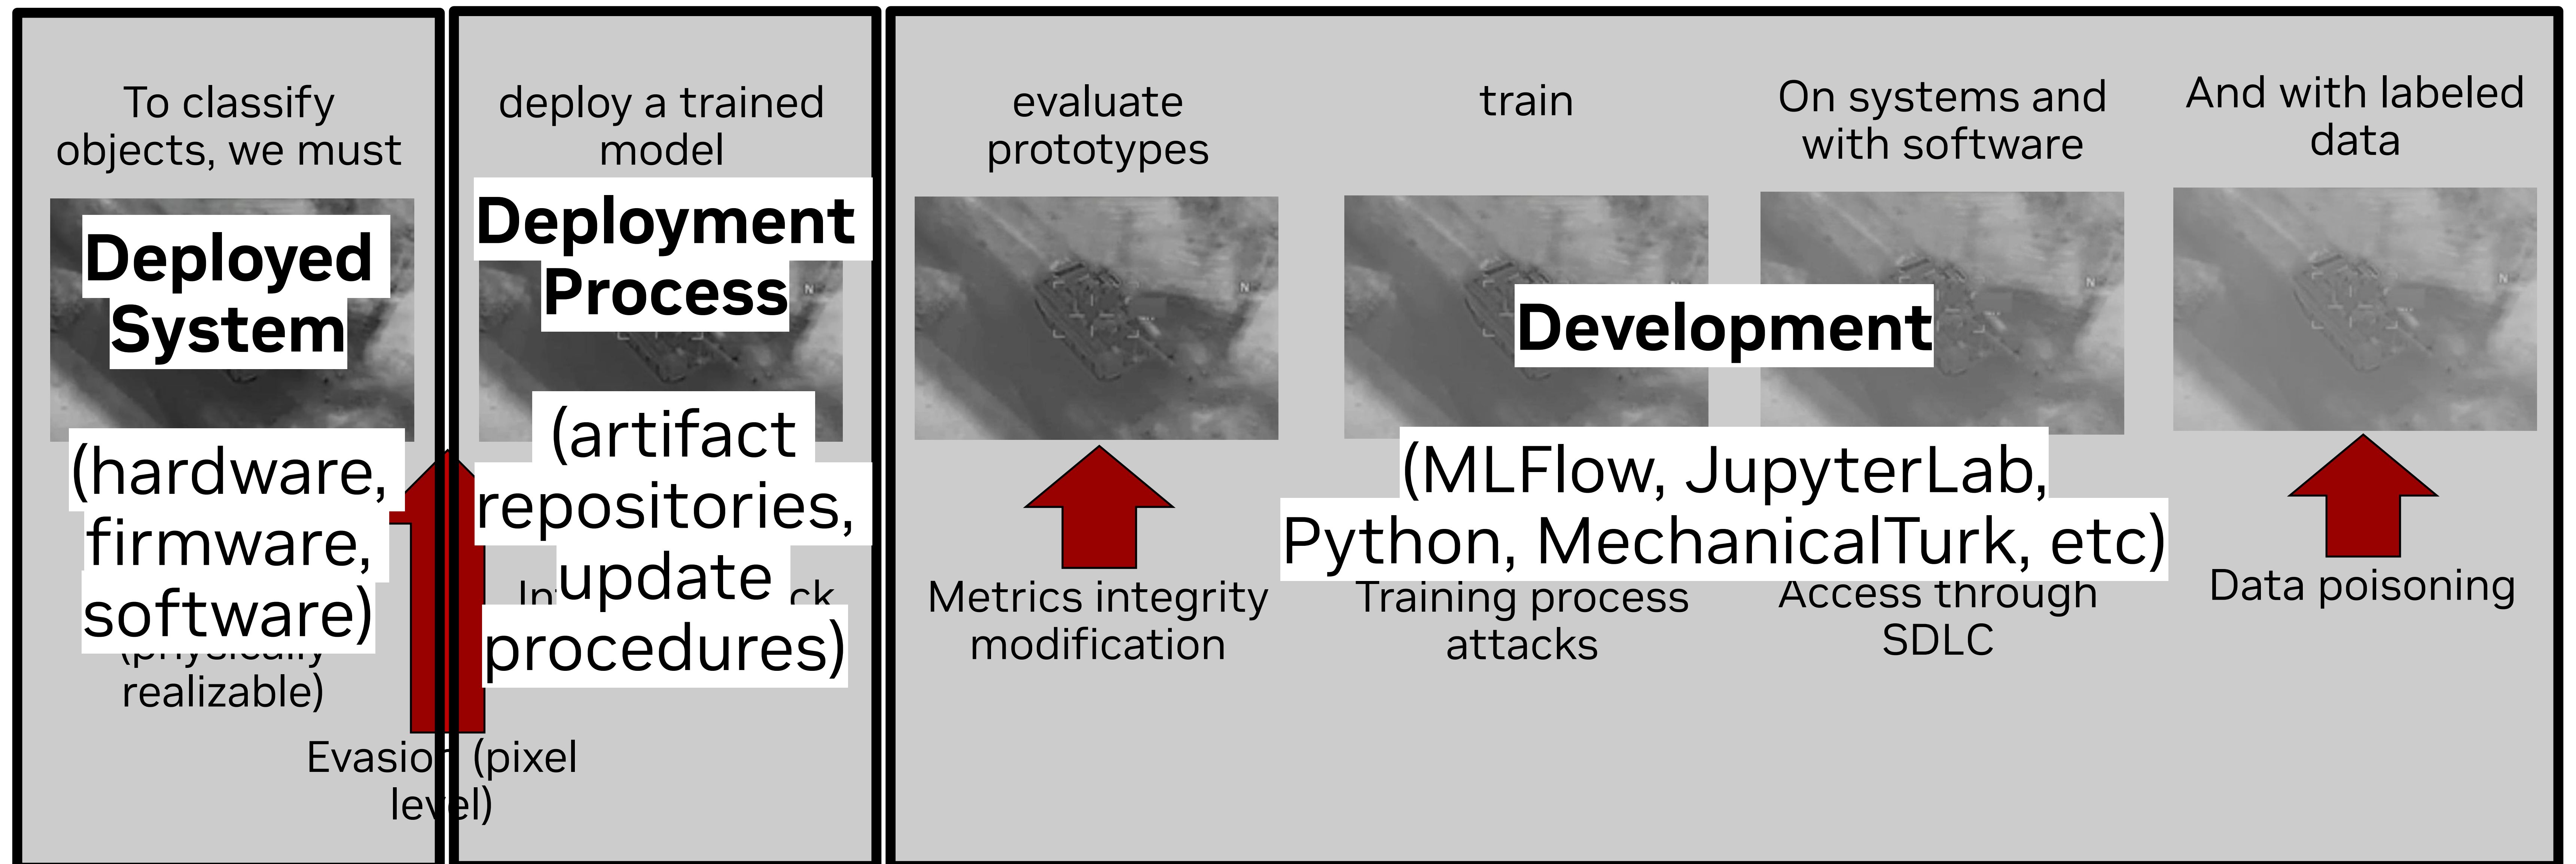 To classify
objects, we must
Deployed
System
(hardware,
firmware,
software)
(physically
realizable)
Evasion (pixel
level)
deploy a trained
model
Deployment
Process
N
(artifact
repositories,
update
procedures)
evaluate
prototypes
N
Metrics integrity
modification
train
On systems and
with software
N
Development
(MLFlow, JupyterLab,
Python, MechanicalTurk, etc)
Training process
attacks
Access through
SDLC
And with labeled
data
N
Data poisoning